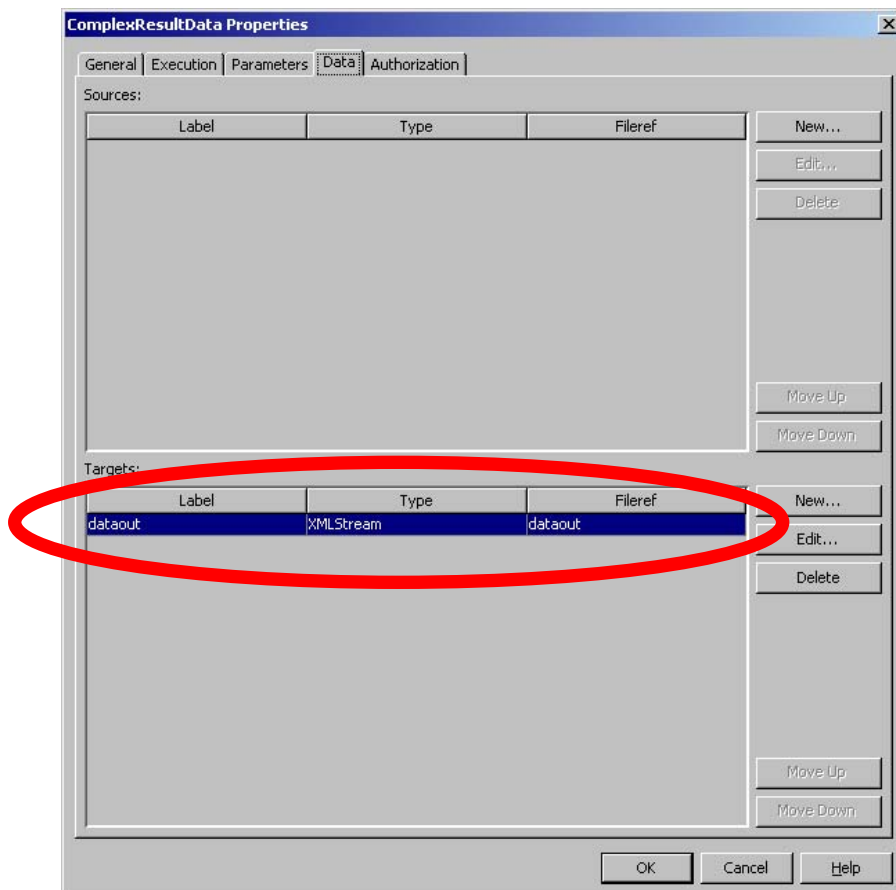 ComplexResultData Properties
General Execution Parameters Data Authorization
Sources:
Label Type Fileref New...
Edit...
Delete
Move Up
Move Down
Targets:
Label Type Fileref New...
dataout XMLStream dataout
Edit...
Delete
Move Up
Move Down
OK Cancel Help